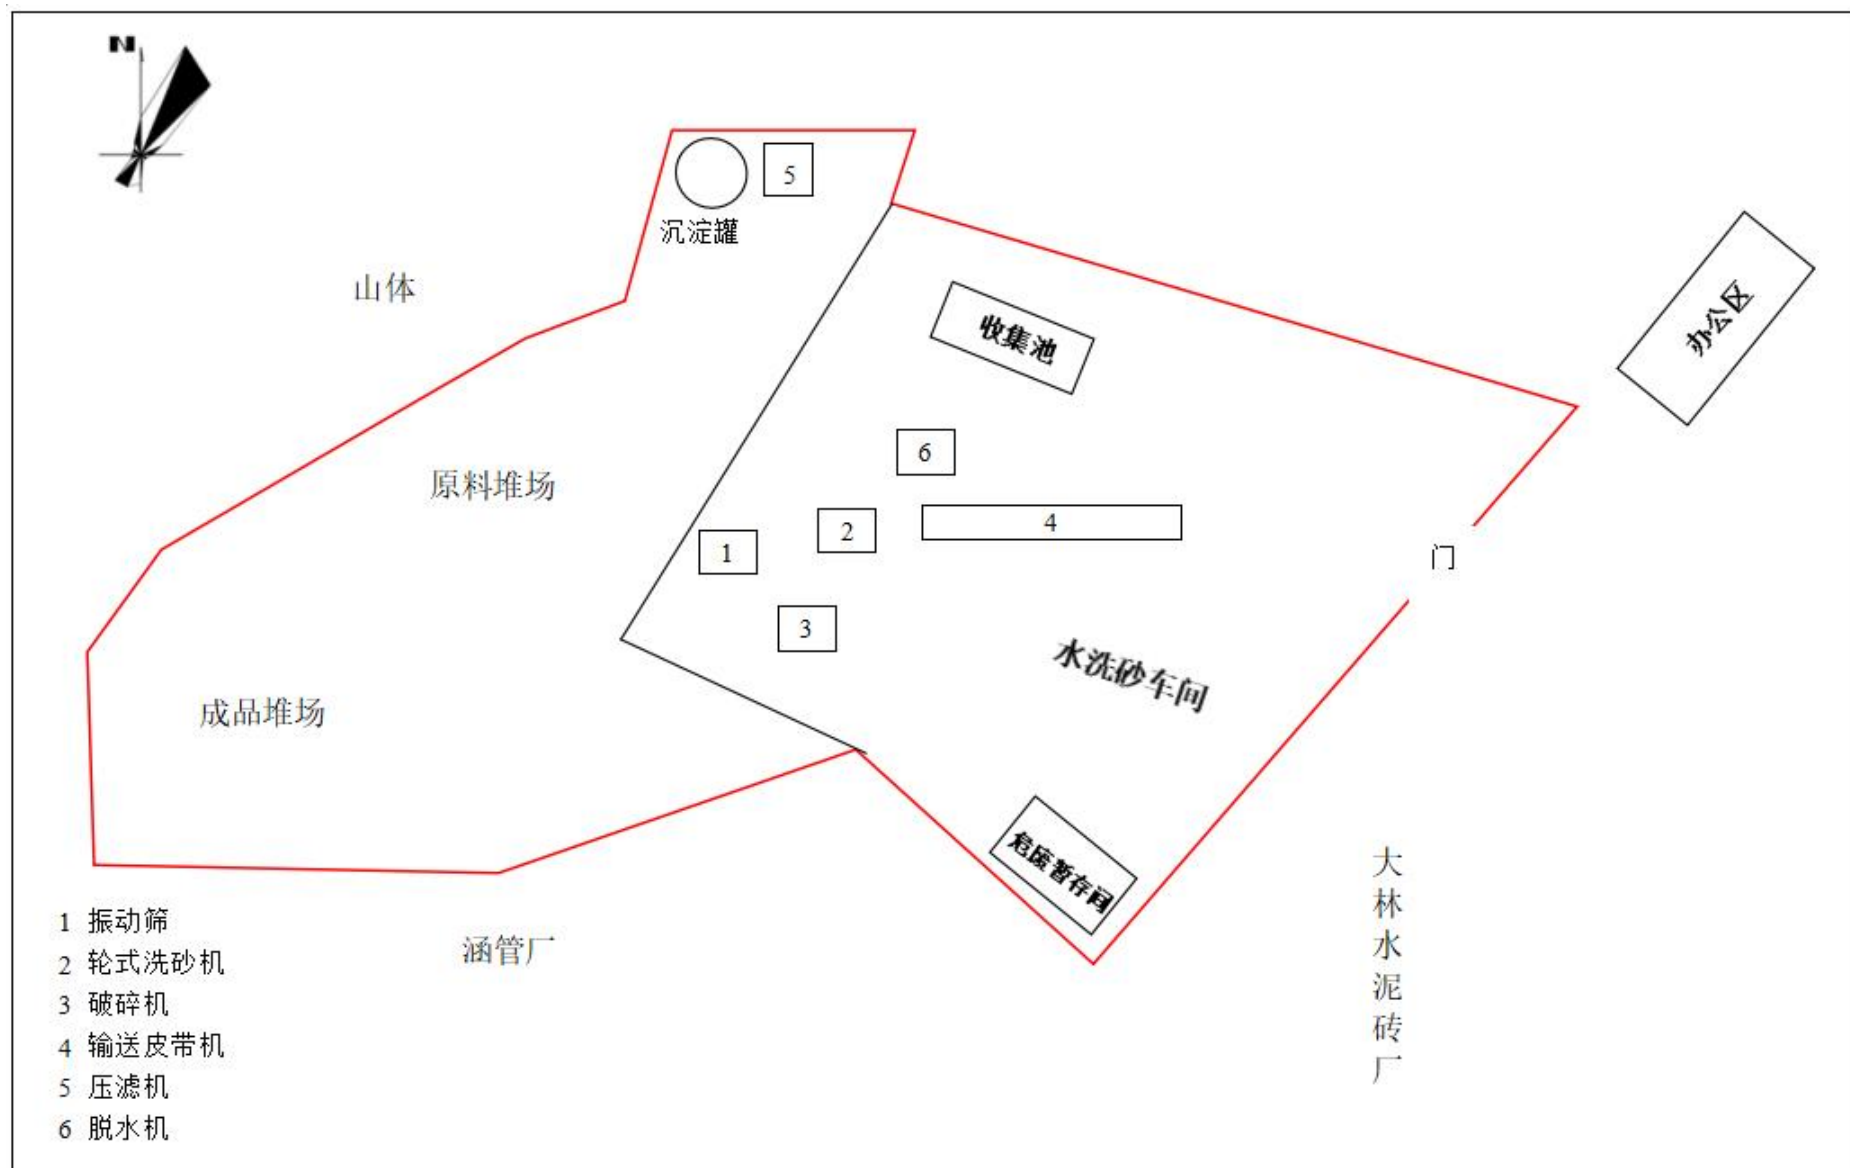 N
5
沉淀罐
山体
收集池
办公区
6
原料堆场
4
2
1
门
3
水洗砂车间
成品堆场
危废暂存间
大林水泥砖厂
涵管厂
1 振动筛
2 轮式洗砂机
3 破碎机
4 输送皮带机
5 压滤机
6 脱水机